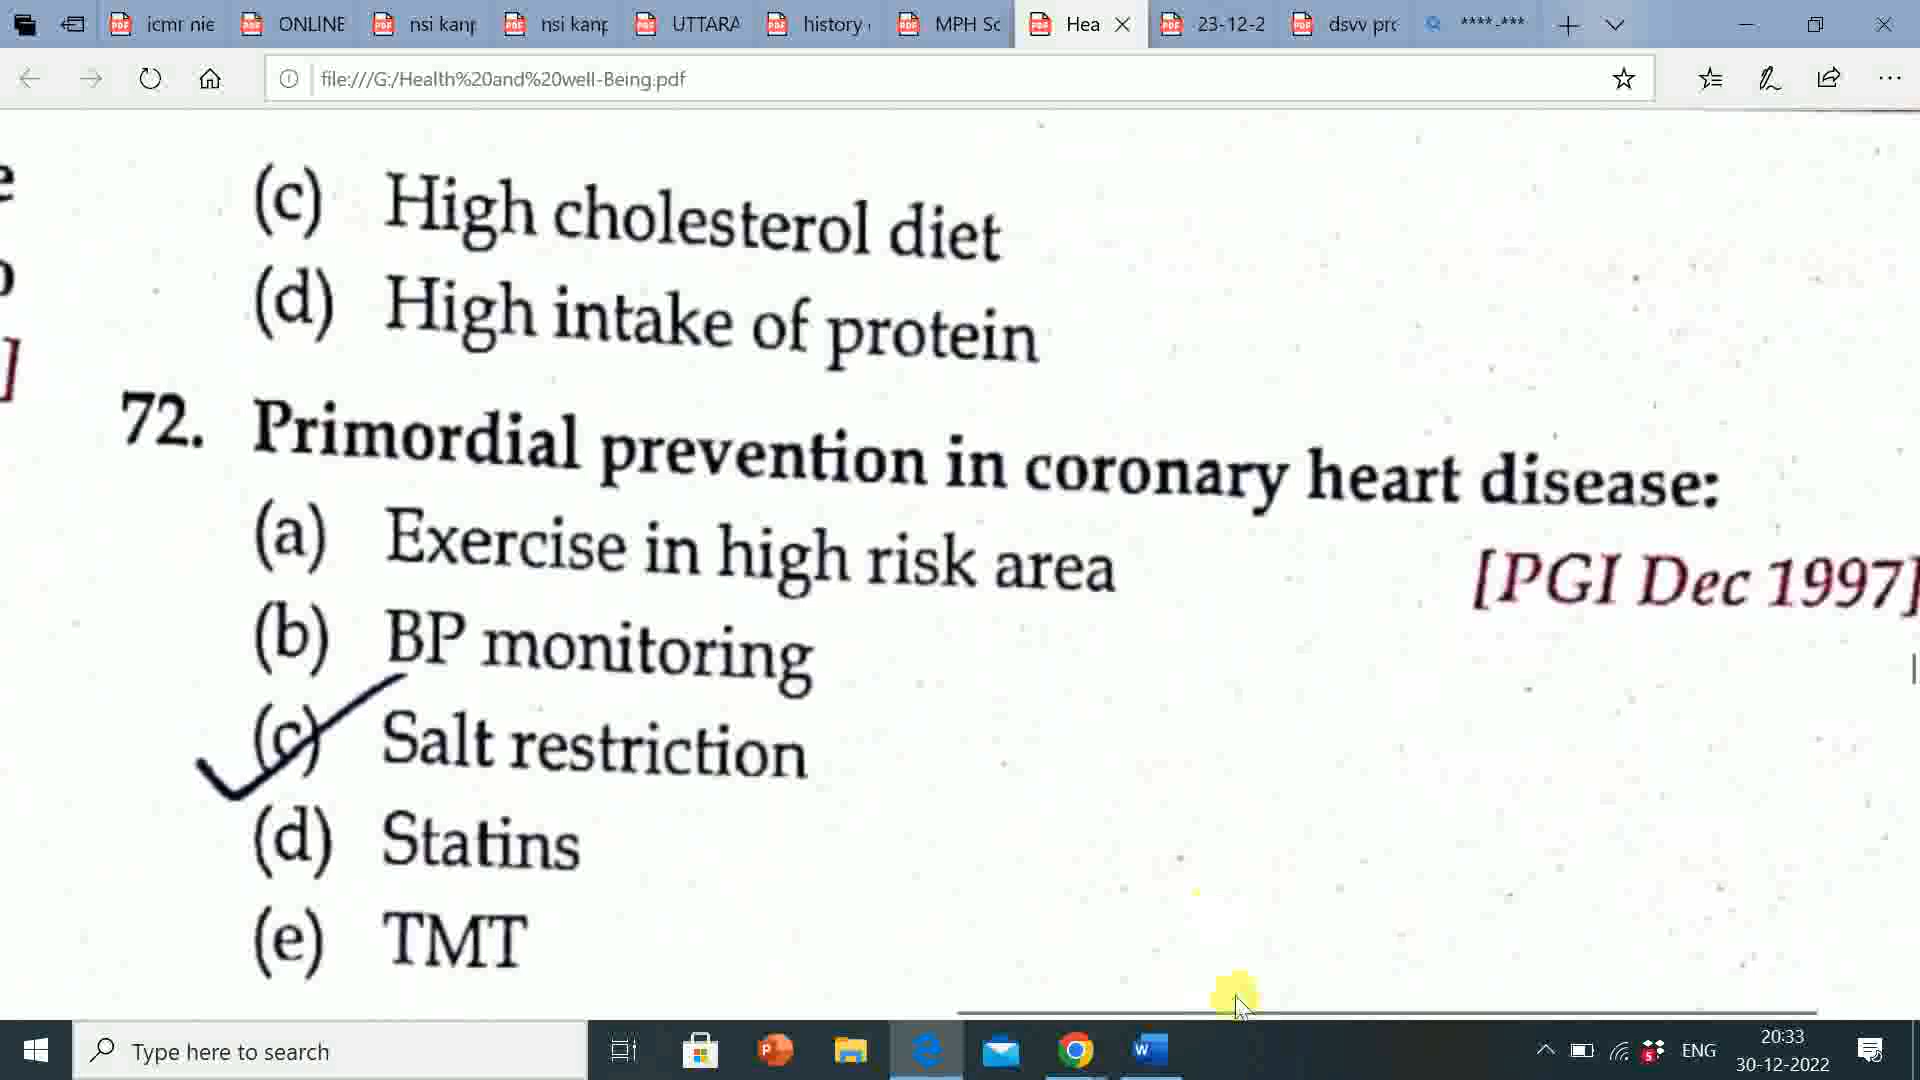 icmr nie
ONLINE
nsi kanp
nsi kanp
UTTARA
history
MPH Sc
Hea
23-12-2
dsvv pro
****-***
file:///G:/Health%20and%20well-Being.pdf
(c) High cholesterol diet
(d) High intake of protein
]
72. Primordial prevention in coronary heart disease:
[PGI Dec 1997]
(a) Exercise in high risk area
(b) BP monitoring
(c) Salt restriction
(d) Statins
(e) TMT
Type here to search
ENG
20:33
30-12-2022